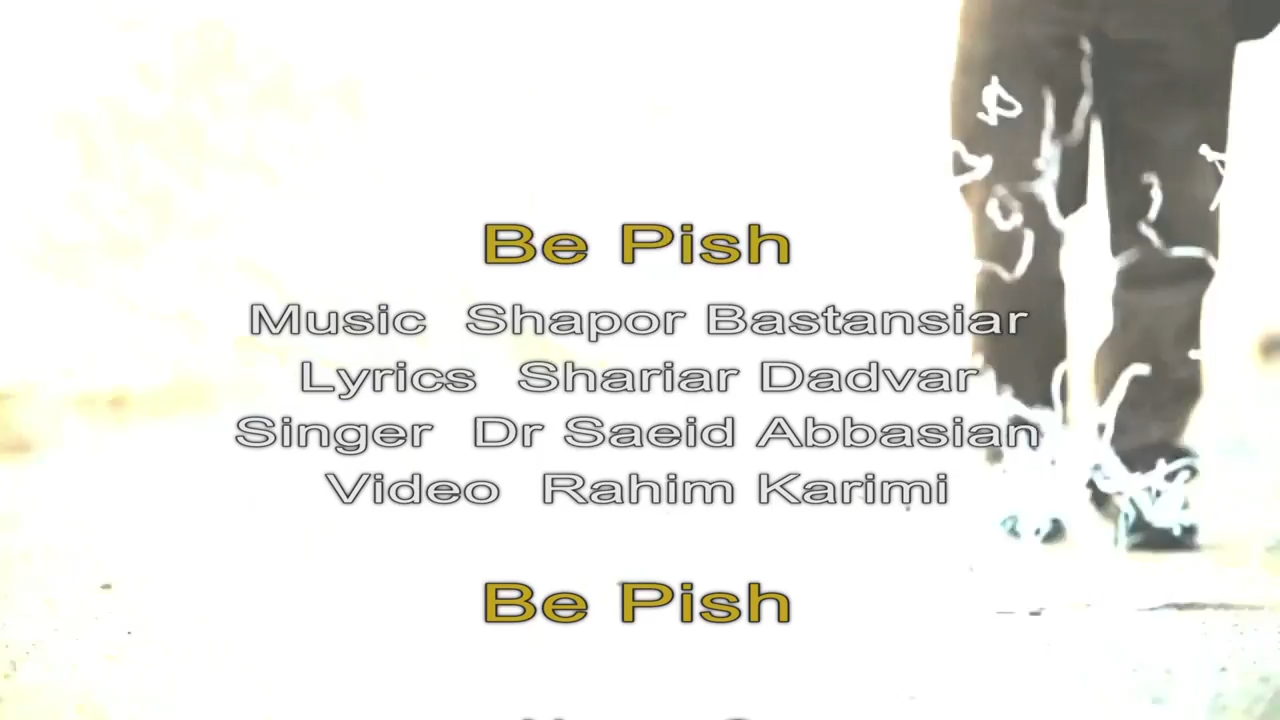 Be Pish
Music Shapor Bastansiar
Lyrics Shariar Dadvar
Singer Dr Saeid Abbasian
Video Rahim Karimi
Be Pish